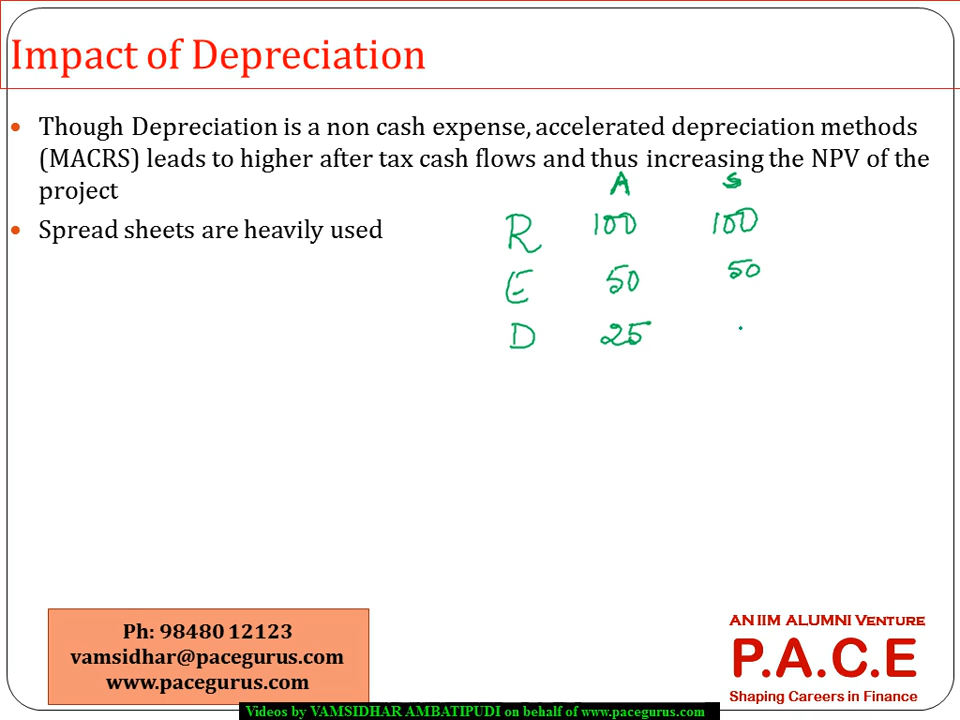 Impact of Depreciation
• Though Depreciation is a non cash expense, accelerated depreciation methods
(MACRS) leads to higher after tax cash flows and thus increasing the NPV of the
project
• Spread sheets are heavily used
A S
R 100 100
E 50 50
D 25
Ph: 98480 12123
vamsidhar@pacegurus.com
www.pacegurus.com
AN IIM ALUMNI VENTURE
P.A.C.E
Shaping Careers in Finance
Videos by VAMSIDHAR AMBATIPUDI on behalf of www.pacegurus.com